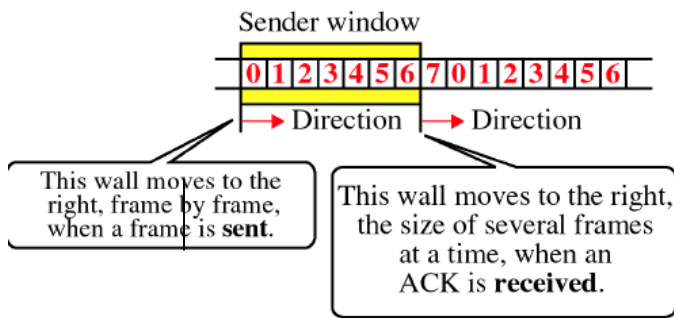 Sender window
0 1 2 3 4 5 6 7 0 1 2 3 4 5 6
Direction Direction
This wall moves to the
right, frame by frame,
when a frame is sent.
This wall moves to the right,
the size of several frames
at a time, when an
ACK is received.